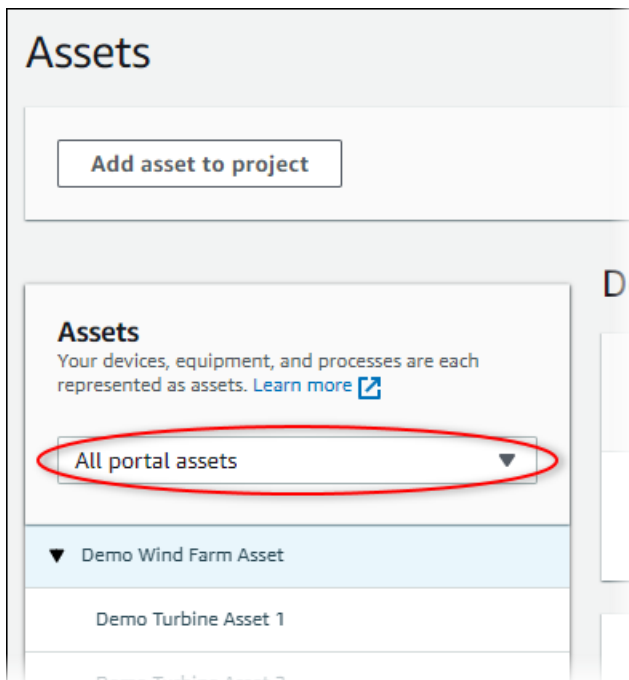 Assets
Add asset to project
D
Assets
Your devices, equipment, and processes are each
represented as assets. Learn more
All portal assets
Demo Wind Farm Asset
Demo Turbine Asset 1